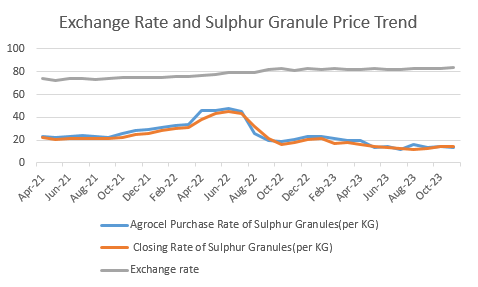 Exchange Rate and Sulphur Granule Price Trend
100
80
60
40
20
0
Apr-21
Jun-21
Aug-21
Oct-21
Dec-21
Feb-22
Apr-22
Jun-22
Aug-22
Oct-22
Dec-22
Feb-23
Apr-23
Jun-23
Aug-23
Oct-23
Agrocel Purchase Rate of Sulphur Granules(per KG)
Closing Rate of Sulphur Granules(per KG)
Exchange rate